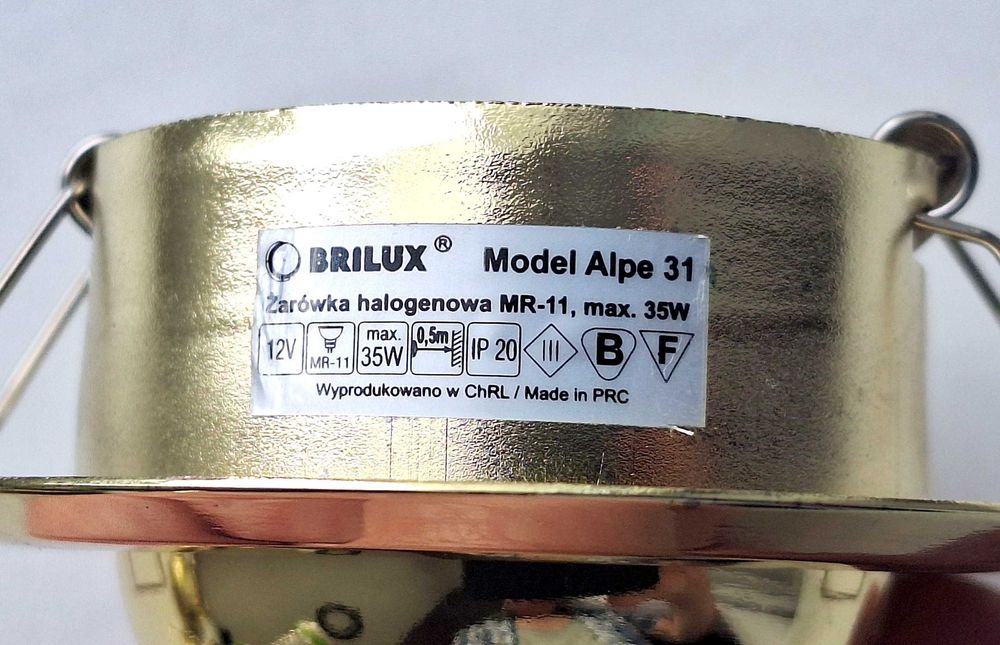 BRILUX® Model Alpe 31
Żarówka halogenowa MR-11, max. 35W
12V MR-11 max. 35W 0,5m IP 20 III B F
Wyprodukowano w ChRL / Made in PRC